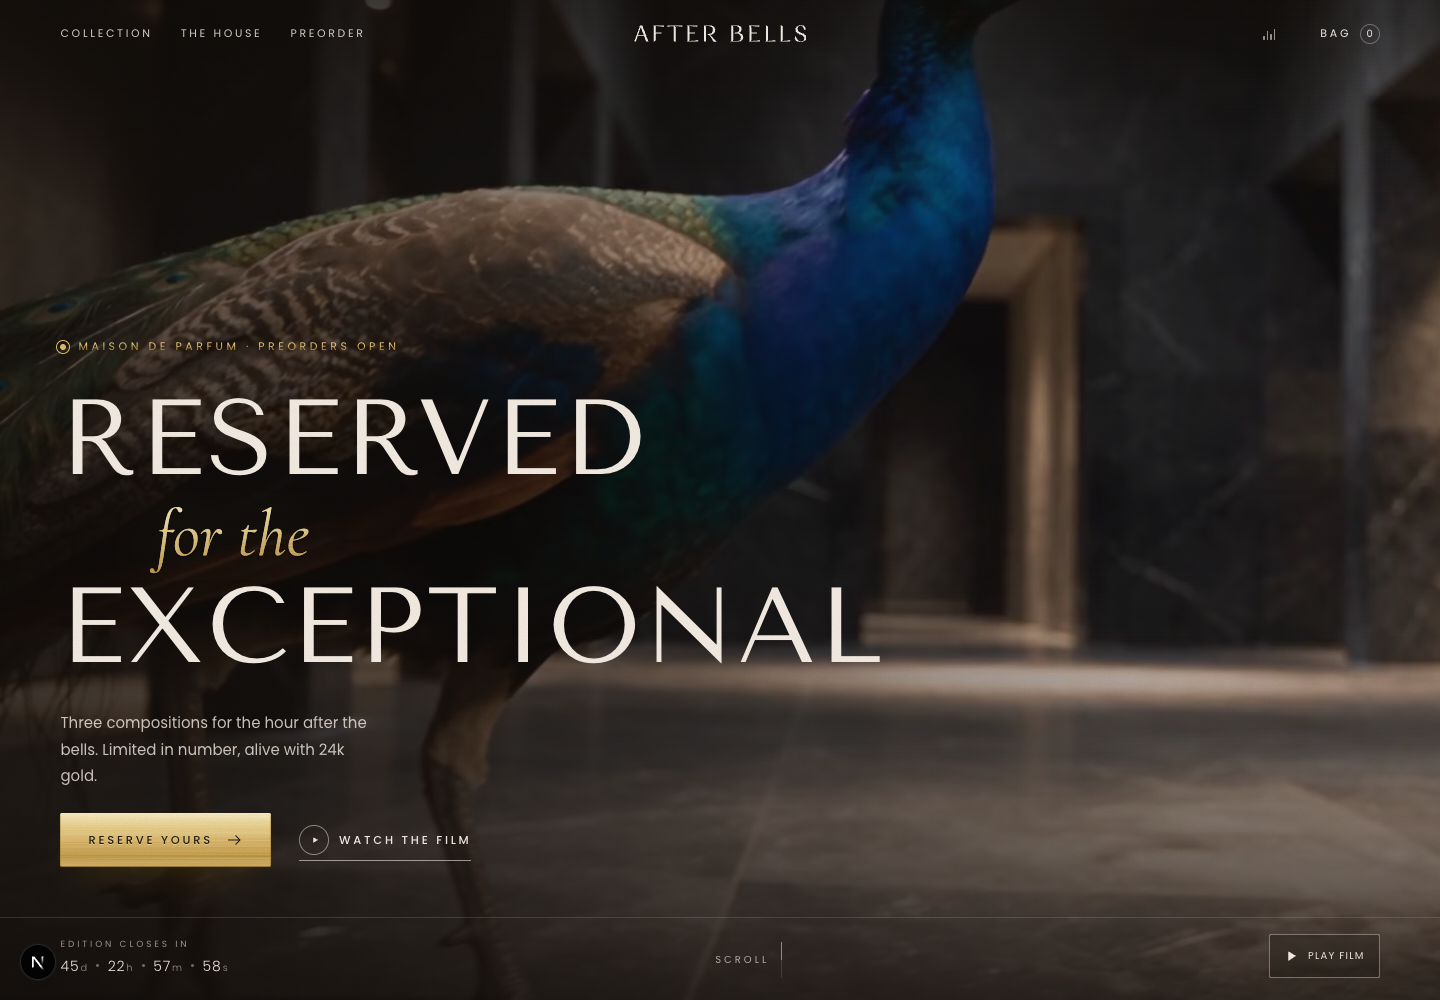 COLLECTION THE HOUSE PREORDER AFTER BELLS BAG 0
MAISON DE PARFUM · PREORDERS OPEN
RESERVED
for the
EXCEPTIONAL
Three compositions for the hour after the
bells. Limited in number, alive with 24k
gold.
RESERVE YOURS → WATCH THE FILM
EDITION CLOSES IN
N 45d • 22h • 57m • 58s
SCROLL
PLAY FILM